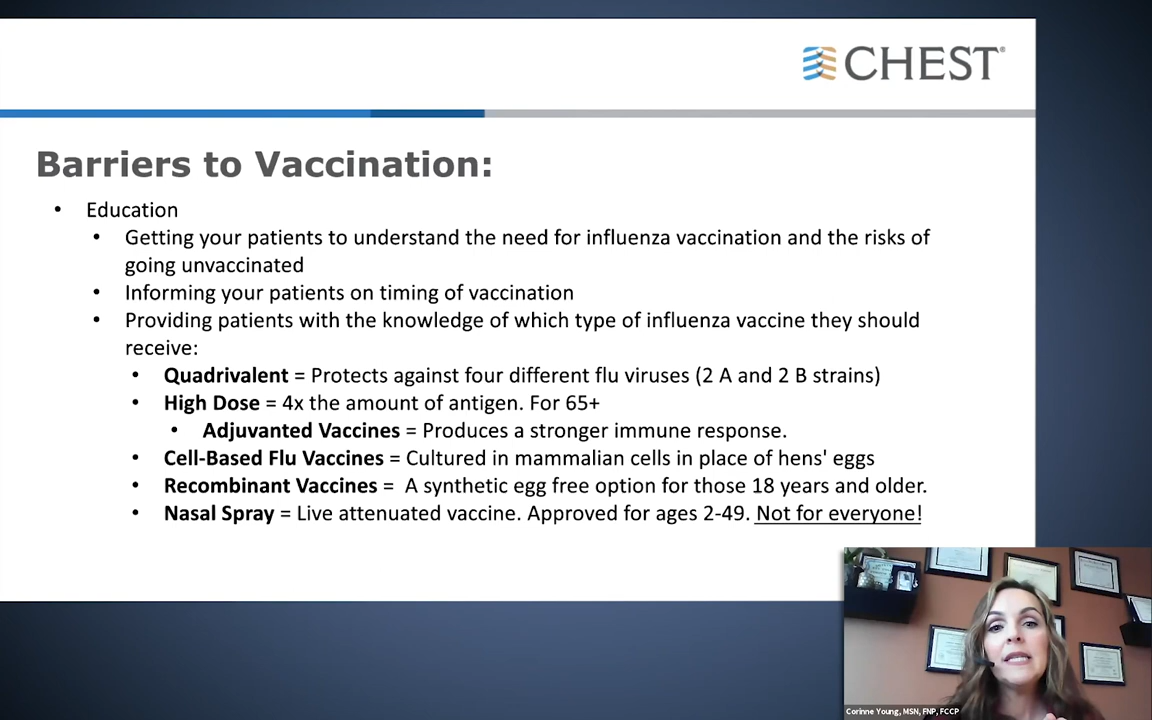 CHEST®
Barriers to Vaccination:
• Education
• Getting your patients to understand the need for influenza vaccination and the risks of
going unvaccinated
• Informing your patients on timing of vaccination
• Providing patients with the knowledge of which type of influenza vaccine they should
receive:
• Quadrivalent = Protects against four different flu viruses (2 A and 2 B strains)
• High Dose = 4x the amount of antigen. For 65+
• Adjuvanted Vaccines = Produces a stronger immune response.
• Cell-Based Flu Vaccines = Cultured in mammalian cells in place of hens' eggs
• Recombinant Vaccines = A synthetic egg free option for those 18 years and older.
• Nasal Spray = Live attenuated vaccine. Approved for ages 2-49. Not for everyone!
Corinne Young, MSN, FNP, FCCP